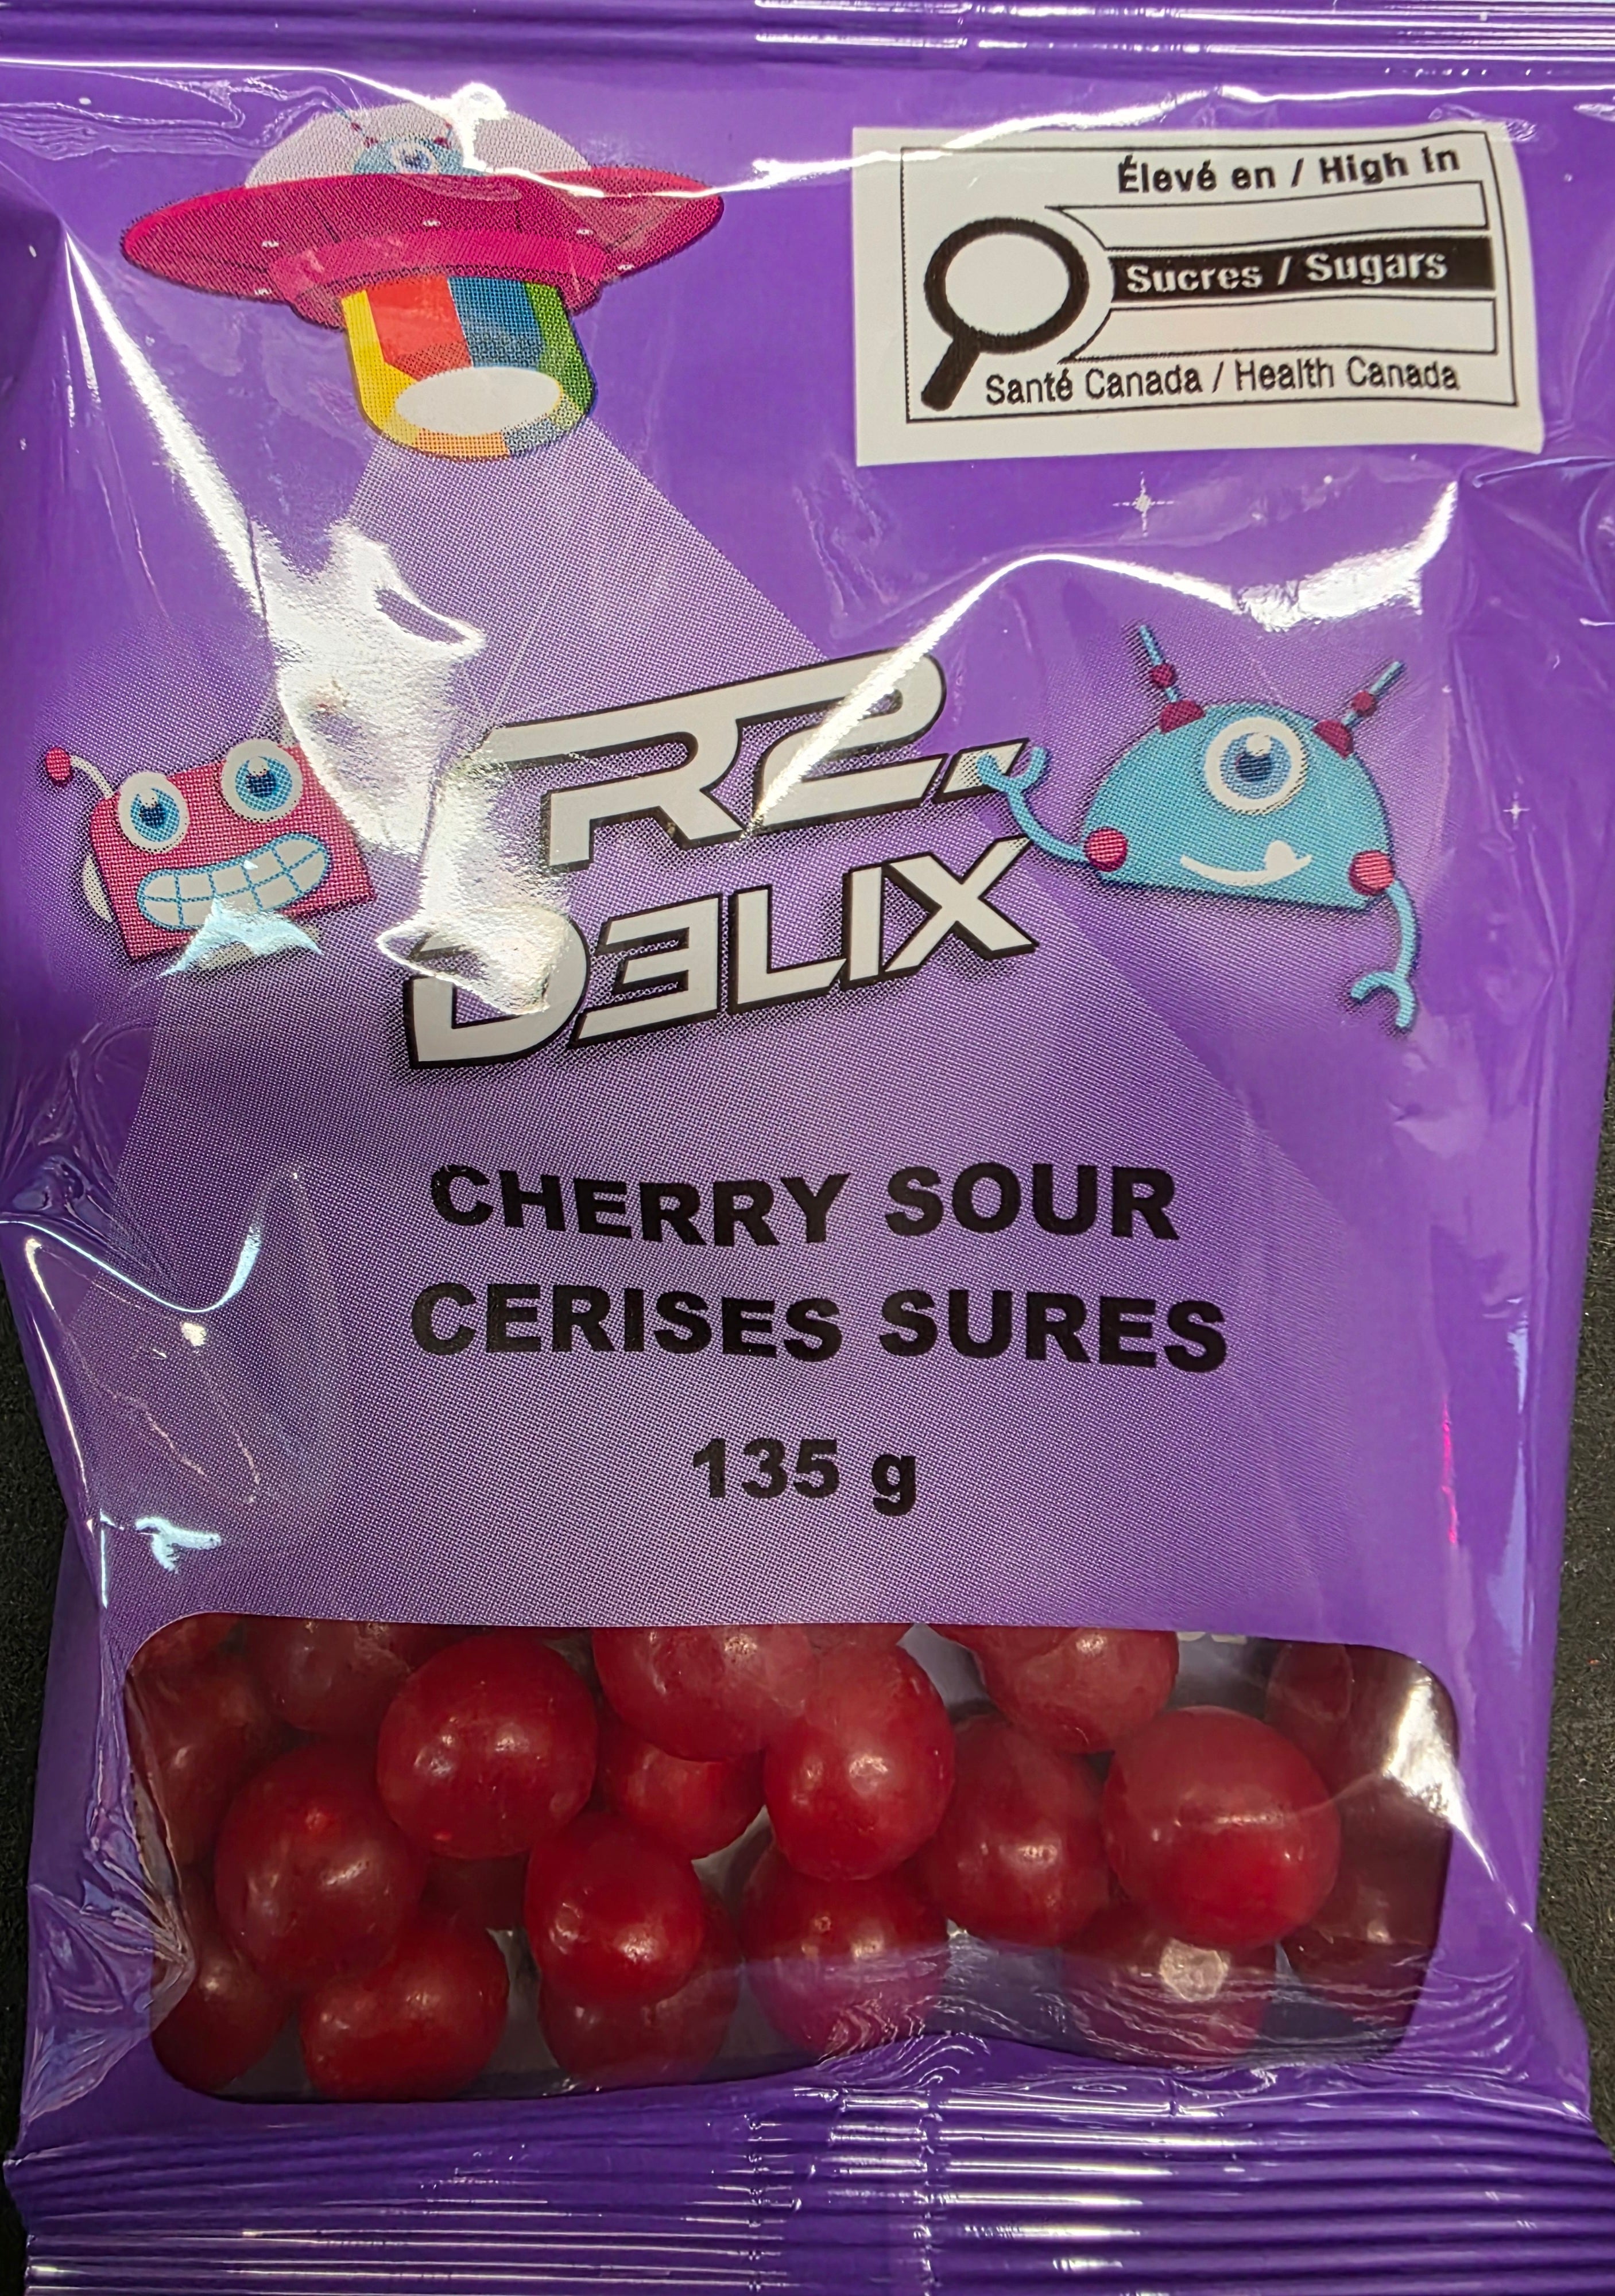 Élevé en / High in
Sucres / Sugars
Santé Canada / Health Canada
R2.
D3LIX
CHERRY SOUR
CERISES SURES
135 g